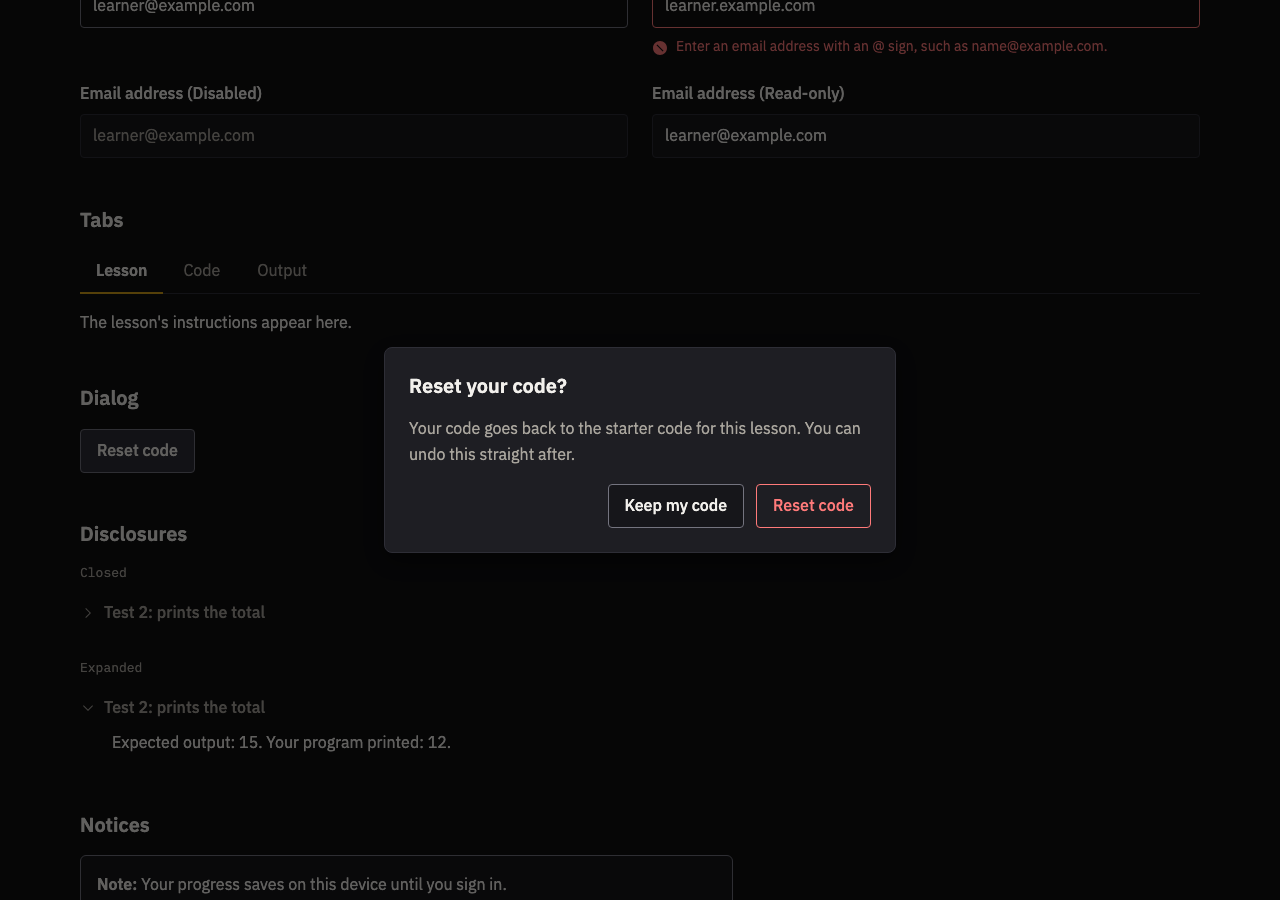 learner@example.com
learner.example.com
Enter an email address with an @ sign, such as name@example.com.
Email address (Disabled)
Email address (Read-only)
learner@example.com
learner@example.com
Tabs
Lesson
Code
Output
The lesson's instructions appear here.
Reset your code?
Your code goes back to the starter code for this lesson. You can
undo this straight after.
Keep my code
Reset code
Dialog
Reset code
Disclosures
Closed
Test 2: prints the total
Expanded
Test 2: prints the total
Expected output: 15. Your program printed: 12.
Notices
Note: Your progress saves on this device until you sign in.